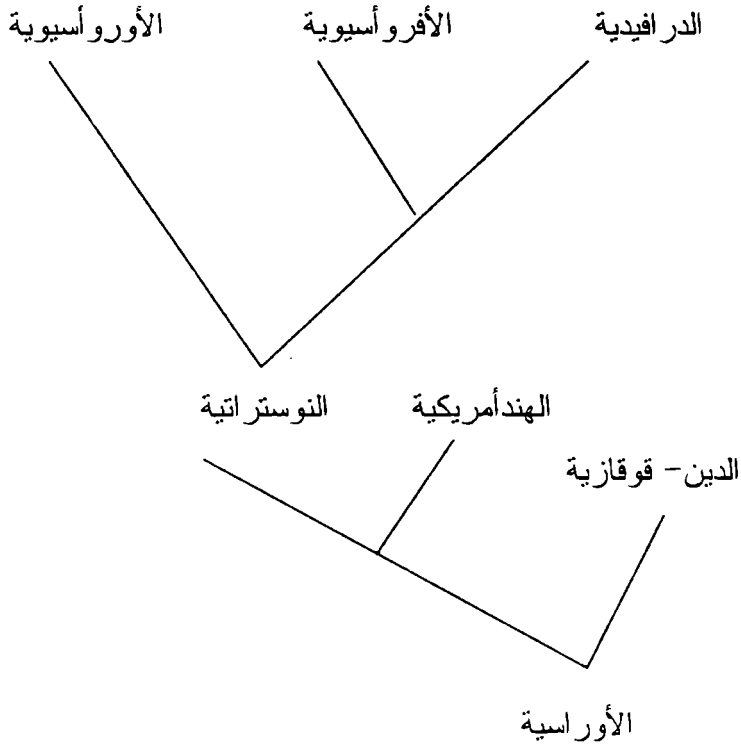 الدرافيدية الأفروأسيوية الأوروأسيوية
الهندأمريكية النوستراتية
الدين- قوقازية
الأوراسية